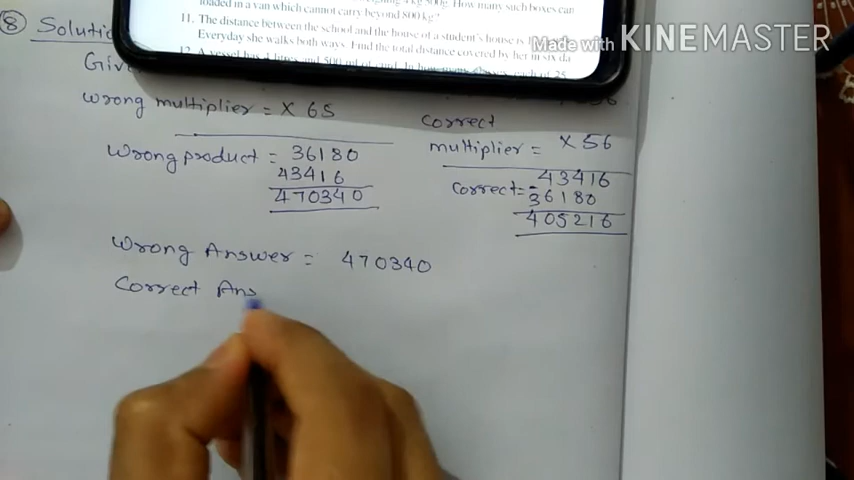 loaded in a van which cannot carry beyond 800 kg?
11. The distance between the school and the house of a student's house is
Everyday she walks both ways. Find the total distance covered by her in six da
Made with KINEMASTER
8 Solutio
Give
Wrong multiplier = × 65
Wrong product = 36180
43416
470340
Correct
multiplier = × 56
Correct = 43416
36180
405216
Wrong Answer = 470340
Correct Ans